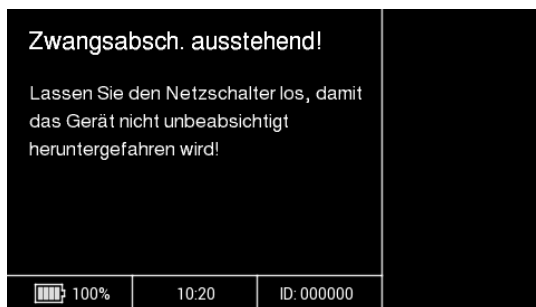 Zwangsabsch. ausstehend!
Lassen Sie den Netzschalter los, damit
das Gerät nicht unbeabsichtigt
heruntergefahren wird!
100%
10:20
ID: 000000